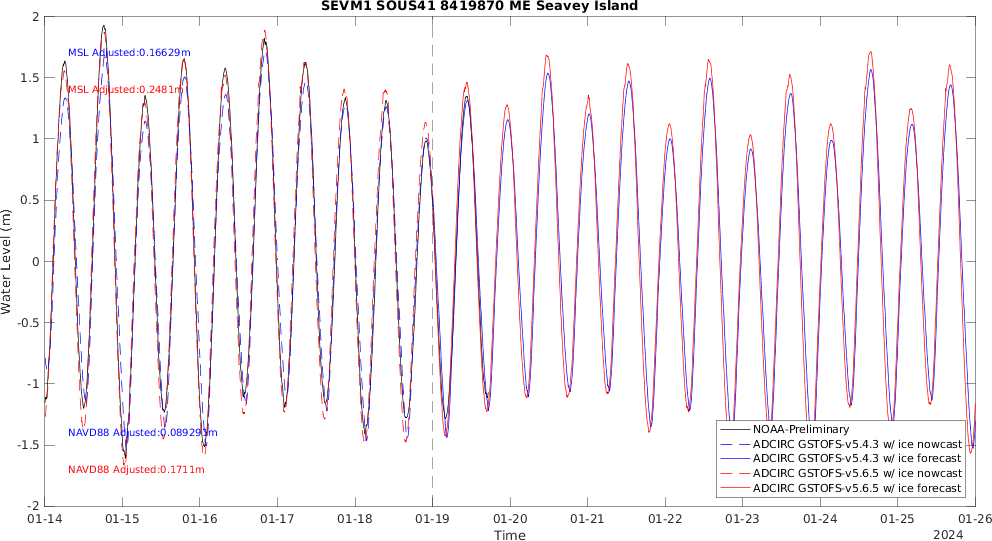 SEVM1 SOUS41 8419870 ME Seavey Island
2
1.5
1
0.5
0
-0.5
-1
-1.5
-2
Water Level (m)
MSL Adjusted:0.16629m
MSL Adjusted:0.2481m
NAVD88 Adjusted:0.089291m
NAVD88 Adjusted:0.1711m
NOAA-Preliminary
ADCIRC GSTOFS-v5.4.3 w/ ice nowcast
ADCIRC GSTOFS-v5.4.3 w/ ice forecast
ADCIRC GSTOFS-v5.6.5 w/ ice nowcast
ADCIRC GSTOFS-v5.6.5 w/ ice forecast
01-14 01-15 01-16 01-17 01-18 01-19 01-20 01-21 01-22 01-23 01-24 01-25 01-26
Time
2024